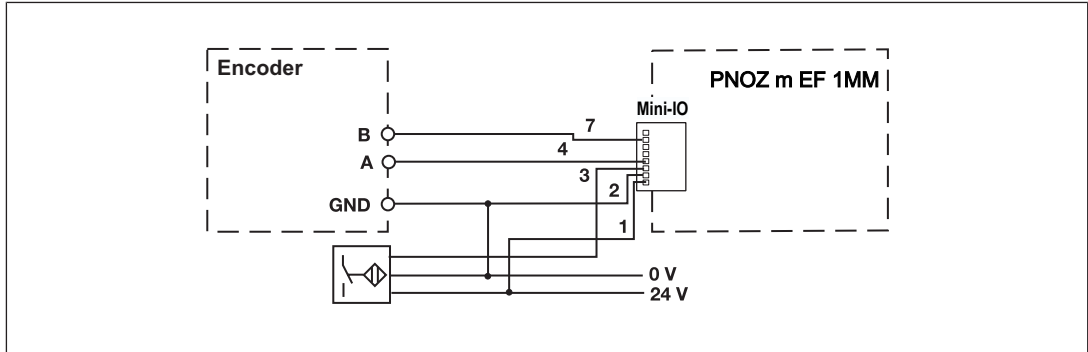 Encoder
PNOZ m EF 1MM
Mini-IO
B
7
A
4
3
GND
2
1
0 V
24 V